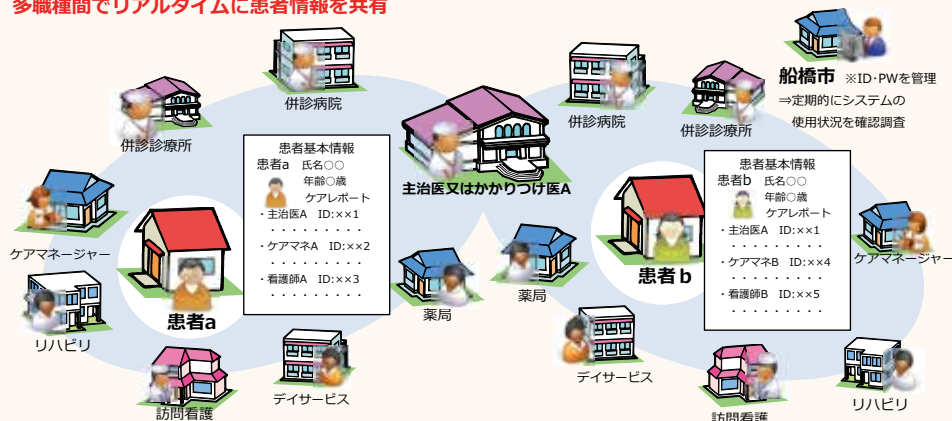 多職種間でリアルタイムに患者情報を共有
併診病院
併診診療所
ケアマネージャー
リハビリ
訪問看護
デイサービス
薬局
患者a
患者基本情報
患者a 氏名○○
年齢○歳
ケアレポート
・主治医A ID:××1
・・・・・・・・・
・ケアマネA ID:××2
・・・・・・・・・
・看護師A ID:××3
・・・・・・・・・
主治医又はかかりつけ医A
併診病院
併診診療所
船橋市 ※ID・PWを管理
⇒定期的にシステムの
使用状況を確認調査
薬局
患者b
患者基本情報
患者b 氏名○○
年齢○歳
ケアレポート
・主治医A ID:××1
・・・・・・・・・
・ケアマネB ID:××4
・・・・・・・・・
・看護師B ID:××5
・・・・・・・・・
ケアマネージャー
デイサービス
訪問看護
リハビリ